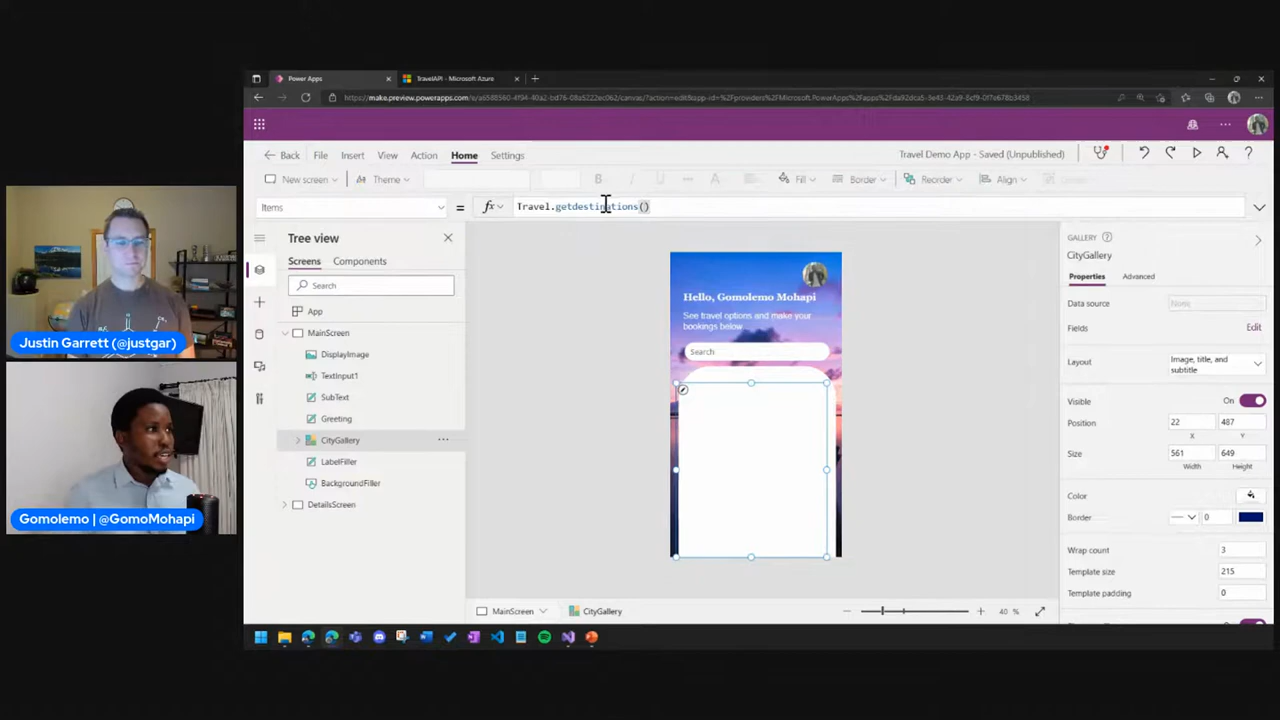 Power Apps
TravelAPI - Microsoft Azure
Back
File
Insert
View
Action
Home
Settings
Travel Demo App - Saved (Unpublished)
New screen
Theme
Fill
Border
Reorder
Align
Items
= fx Travel.getdestinations()
Tree view
Screens
Components
Search
App
MainScreen
DisplayImage
TextInput1
SubText
Greeting
CityGallery
LabelFiller
BackgroundFiller
DetailsScreen
Hello, Gomolemo Mohapi
See travel options and make your
bookings below
Search
GALLERY
CityGallery
Properties
Advanced
Data source
None
Fields
Edit
Layout
Image, title, and
subtitle
Visible
On
Position
22
487
X
Y
Size
561
649
Width
Height
Color
Border
0
Wrap count
3
Template size
215
Template padding
0
MainScreen
CityGallery
40 %
Justin Garrett (@justgar)
Gomolemo | @GomoMohapi